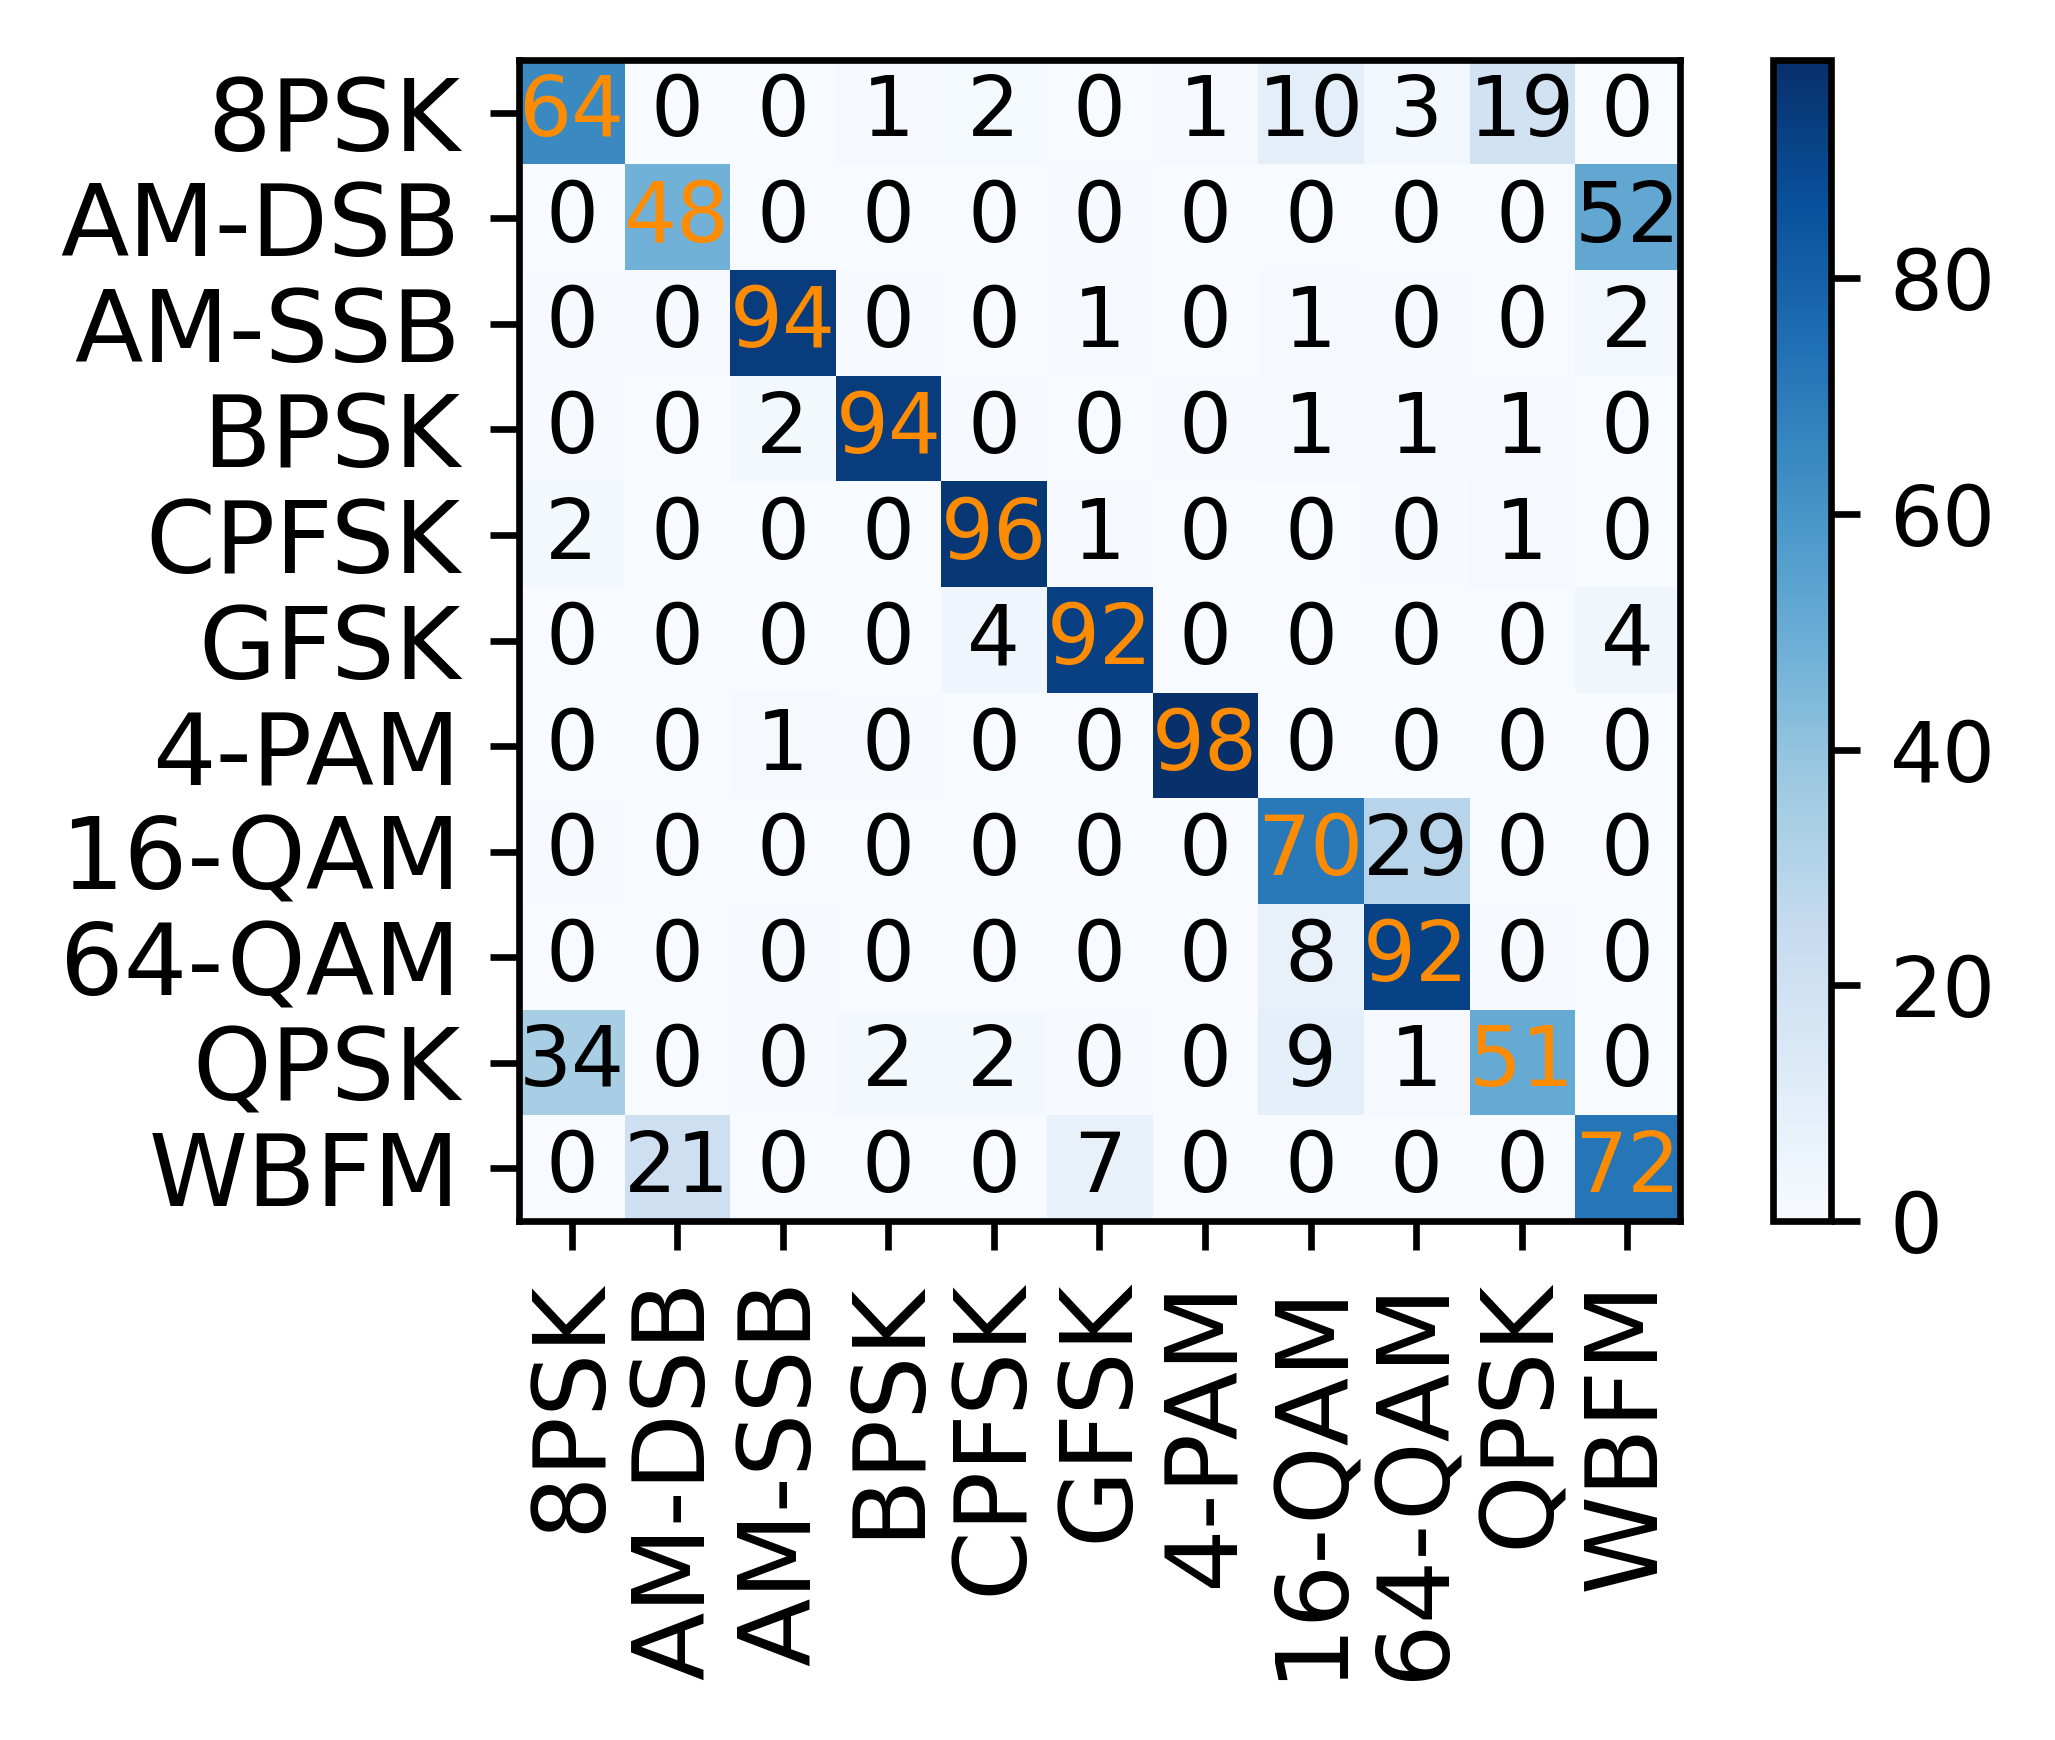 8PSK 64 0 0 1 2 0 1 10 3 19 0
AM-DSB 0 48 0 0 0 0 0 0 0 0 52
AM-SSB 0 0 94 0 0 1 0 1 0 0 2
BPSK 0 0 2 94 0 0 0 1 1 1 0
CPFSK 2 0 0 0 96 1 0 0 0 1 0
GFSK 0 0 0 0 4 92 0 0 0 0 4
4-PAM 0 0 1 0 0 0 98 0 0 0 0
16-QAM 0 0 0 0 0 0 0 70 29 0 0
64-QAM 0 0 0 0 0 0 0 8 92 0 0
QPSK 34 0 0 2 2 0 0 9 1 51 0
WBFM 0 21 0 0 0 7 0 0 0 0 72
8PSK AM-DSB AM-SSB BPSK CPFSK GFSK 4-PAM 16-QAM 64-QAM QPSK WBFM
80
60
40
20
0